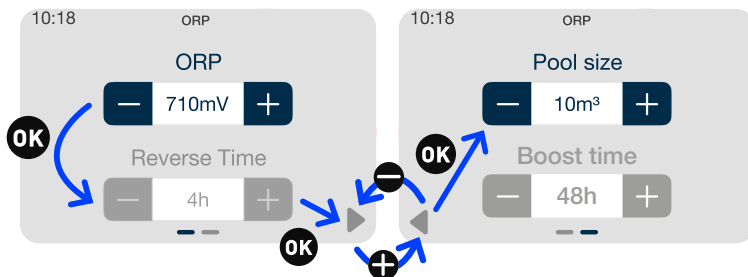 10:18
ORP
ORP
− 710mV +
OK
Reverse Time
− 4h +
OK
10:18
ORP
Pool size
− 10m³ +
OK
Boost time
− 48h +
−
+